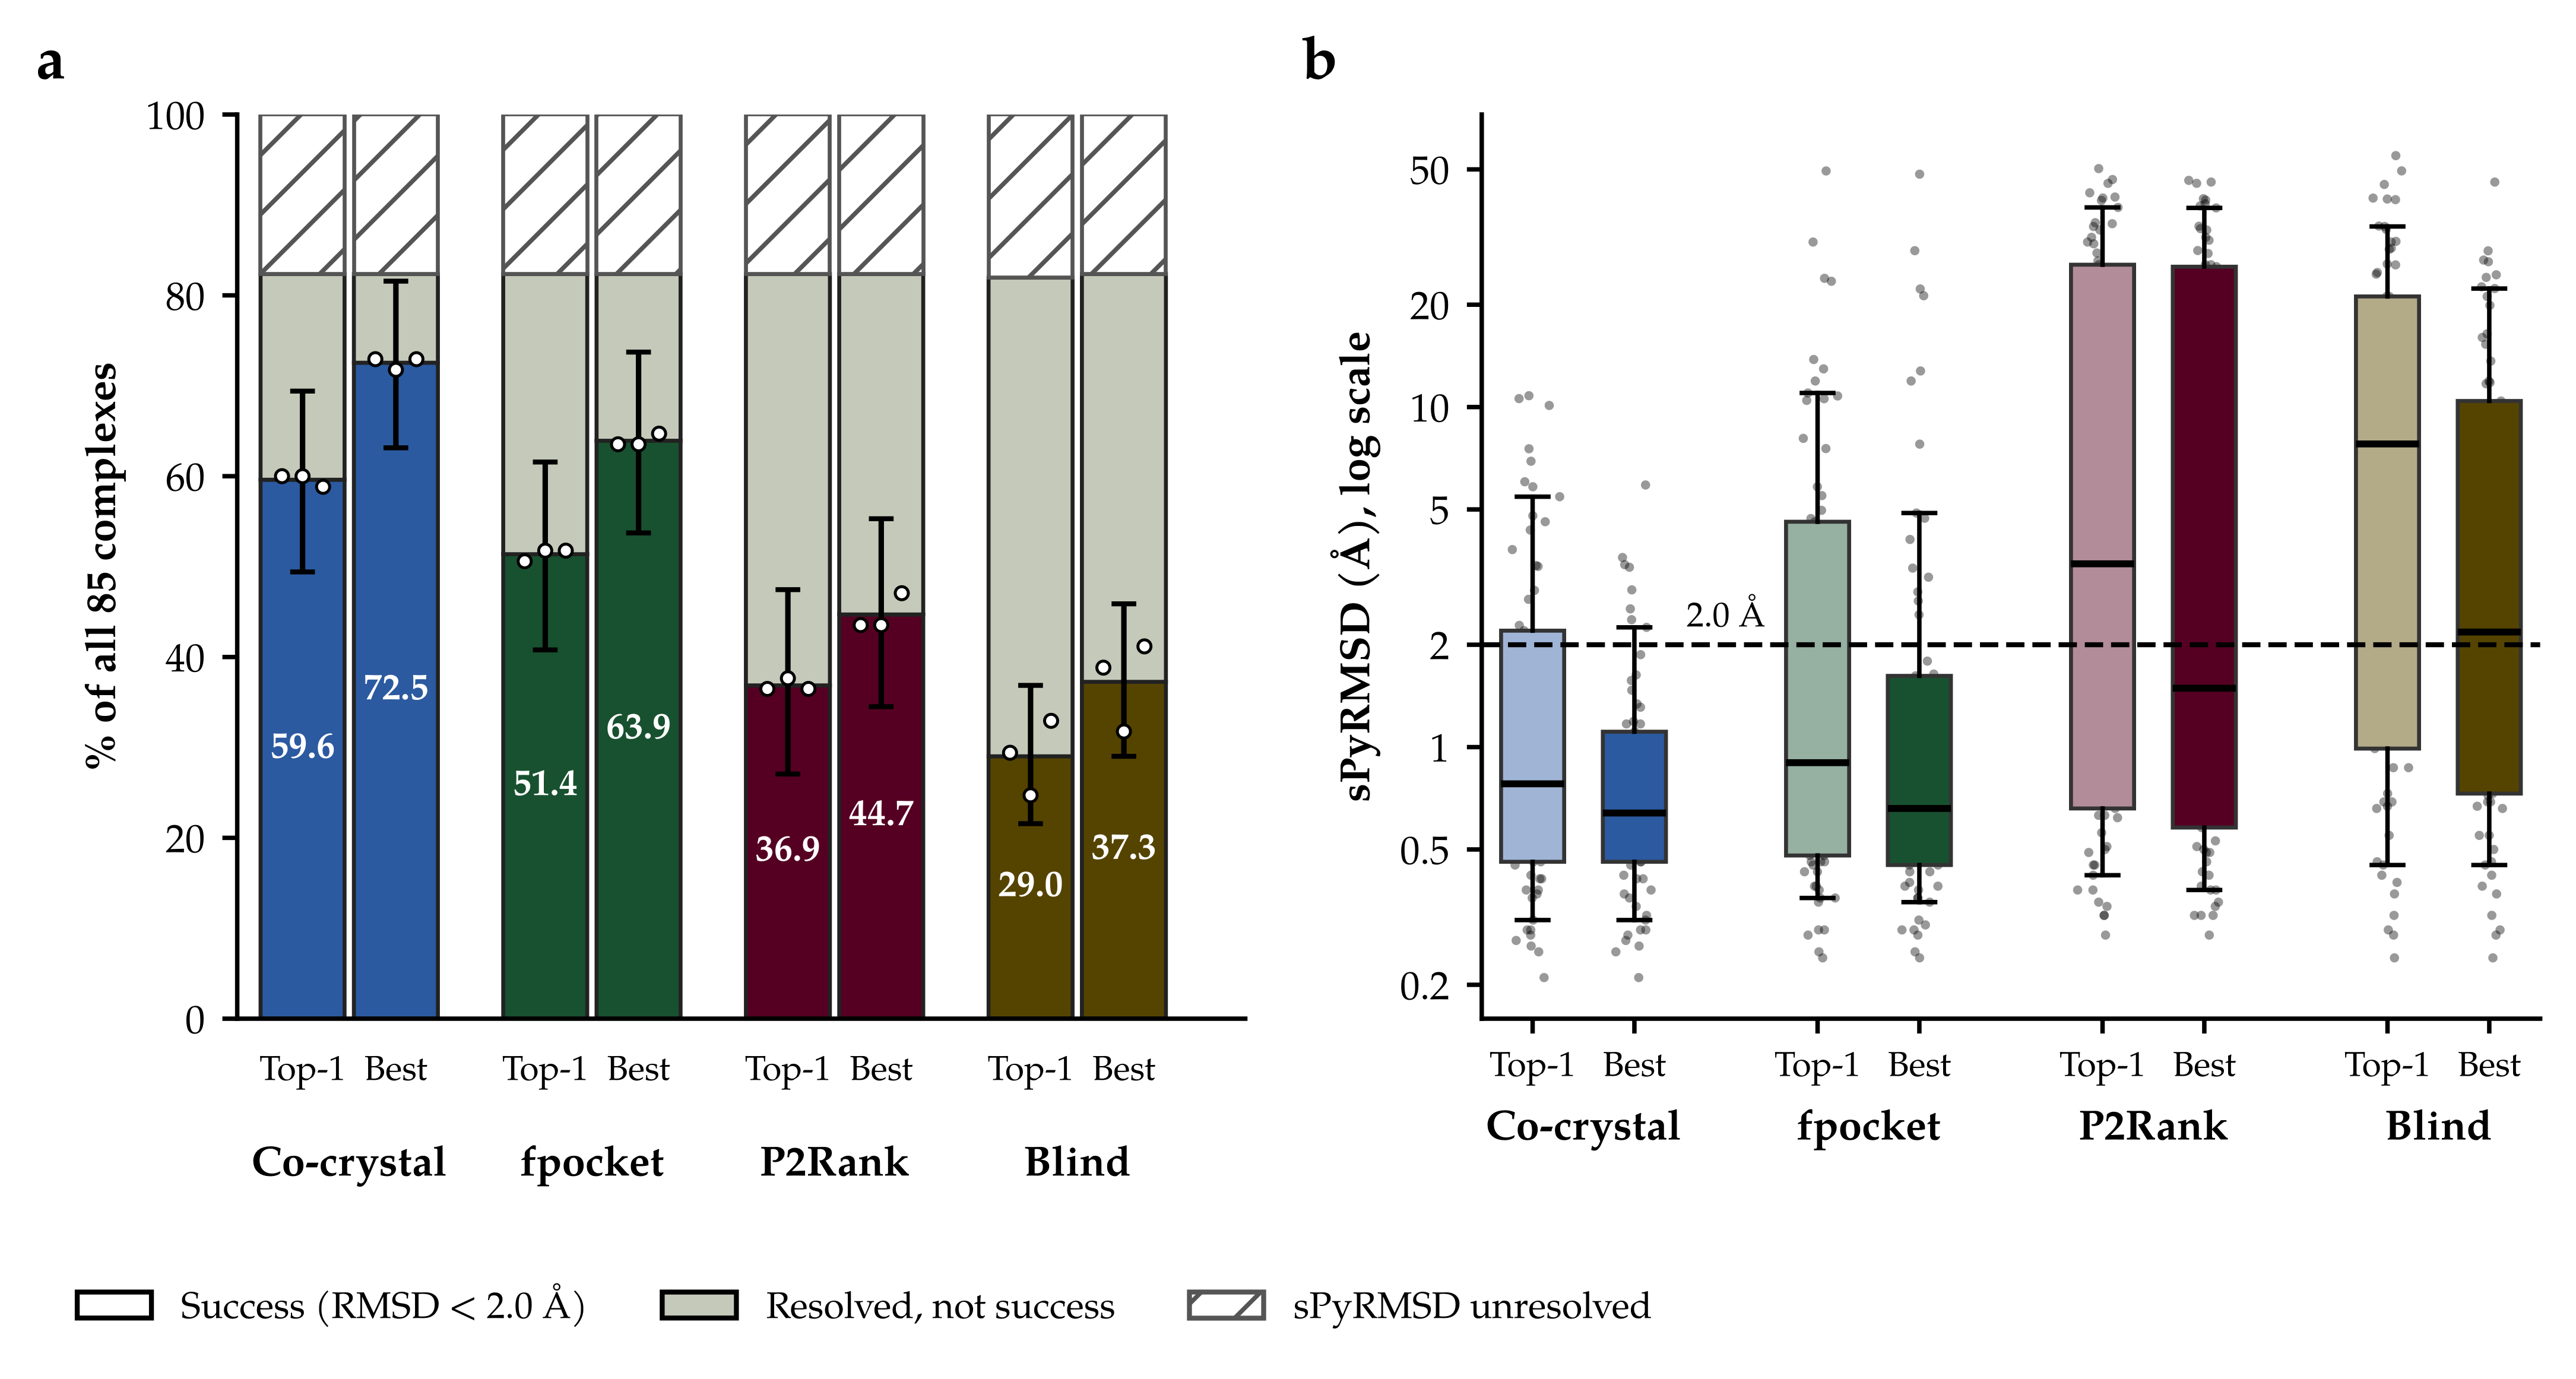 a
% of all 85 complexes
100
80
60
40
20
0
59.6
72.5
51.4
63.9
36.9
44.7
29.0
37.3
Top-1 Best Top-1 Best Top-1 Best Top-1 Best
Co-crystal fpocket P2Rank Blind
b
sPyRMSD (Å), log scale
50
20
10
5
2
1
0.5
0.2
2.0 Å
Top-1 Best Top-1 Best Top-1 Best Top-1 Best
Co-crystal fpocket P2Rank Blind
Success (RMSD < 2.0 Å) Resolved, not success sPyRMSD unresolved